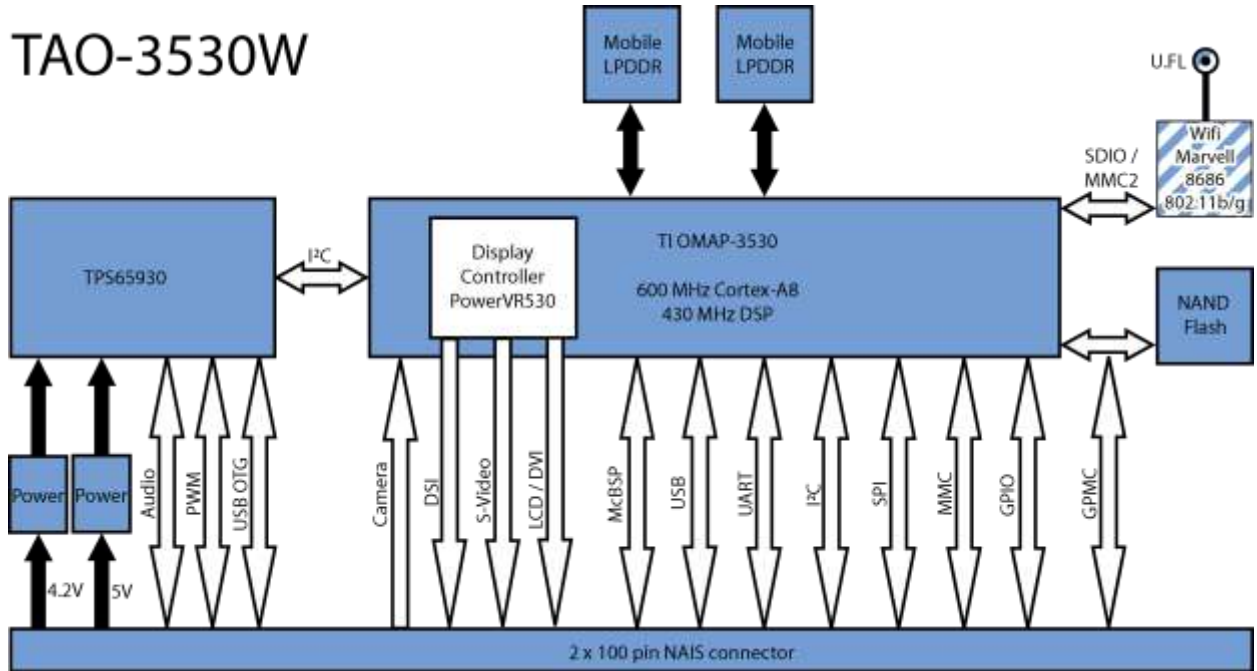 TAO-3530W
Mobile
LPDDR
Mobile
LPDDR
U.FL
Wifi
Marvell
8686
802.11b/g
SDIO /
MMC2
TPS65930
I²C
Display
Controller
PowerVR530
TI OMAP-3530
600 MHz Cortex-A8
430 MHz DSP
NAND
Flash
Power
Power
4.2V
5V
Audio
PWM
USB OTG
Camera
DSI
S-Video
LCD / DVI
McBSP
USB
UART
I²C
SPI
MMC
GPIO
GPMC
2 x 100 pin NAIS connector